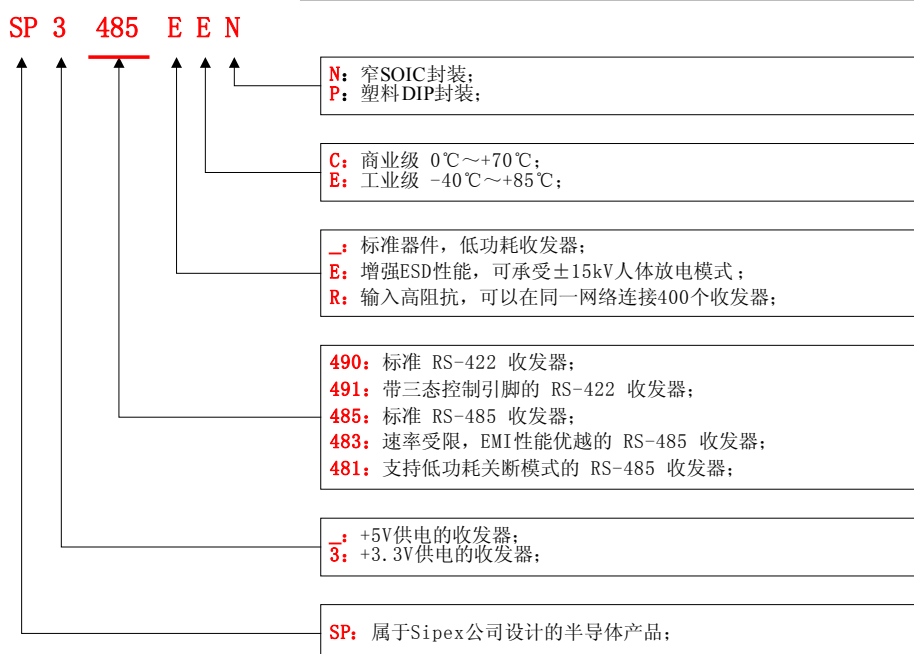 SP 3 485 E E N
N：窄SOIC封装；
P：塑料DIP封装；
C：商业级 0℃～+70℃；
E：工业级 -40℃～+85℃；
_：标准器件，低功耗收发器；
E：增强ESD性能，可承受±15kV人体放电模式；
R：输入高阻抗，可以在同一网络连接400个收发器；
490：标准 RS-422 收发器；
491：带三态控制引脚的 RS-422 收发器；
485：标准 RS-485 收发器；
483：速率受限，EMI性能优越的 RS-485 收发器；
481：支持低功耗关断模式的 RS-485 收发器；
_：+5V供电的收发器；
3：+3.3V供电的收发器；
SP：属于Sipex公司设计的半导体产品；